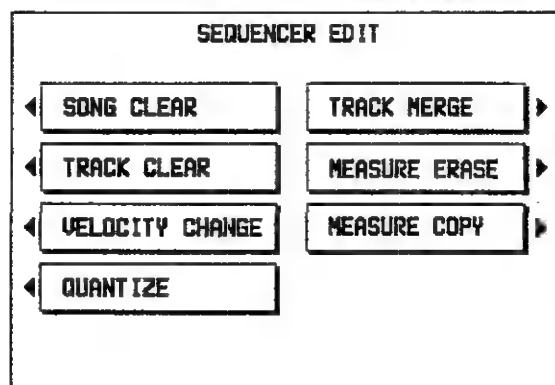 SEQUENCER EDIT
SONG CLEAR
TRACK CLEAR
VELOCITY CHANGE
QUANTIZE
TRACK MERGE
MEASURE ERASE
MEASURE COPY